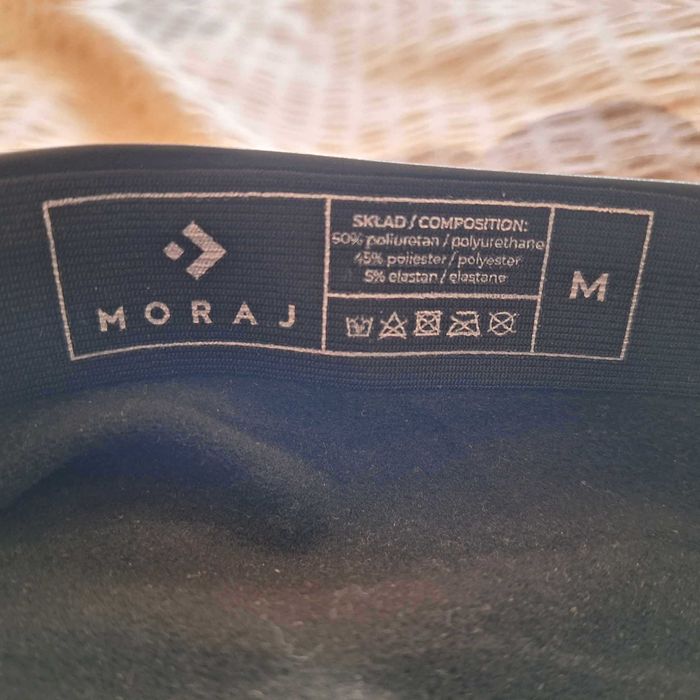 MORAJ
SKŁAD / COMPOSITION:
50% poliuretan / polyurethane
45% poliester / polyester
5% elastan / elastane
M